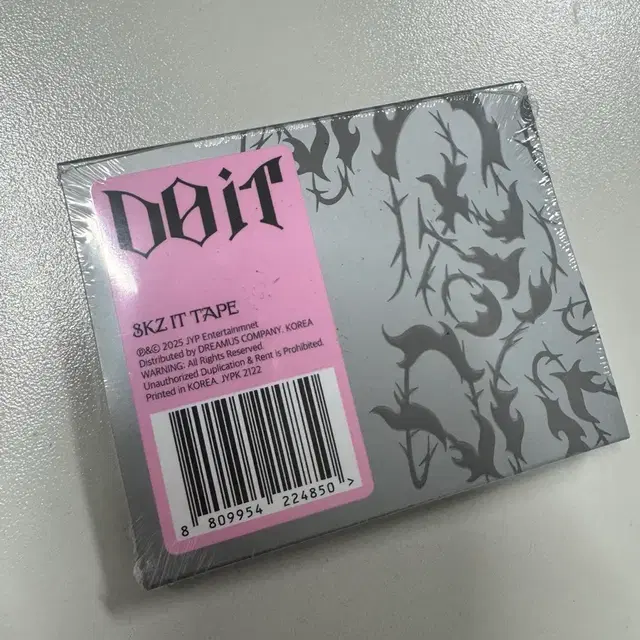 DO iT
SKZ IT TAPE
℗&© 2025 JYP Entertainmnet
Distributed by DREAMUS COMPANY. KOREA
WARNING: All Rights Reserved.
Unauthorized Duplication & Rent is Prohibited.
Printed in KOREA. JYPK 2122
8 809954 224850 >